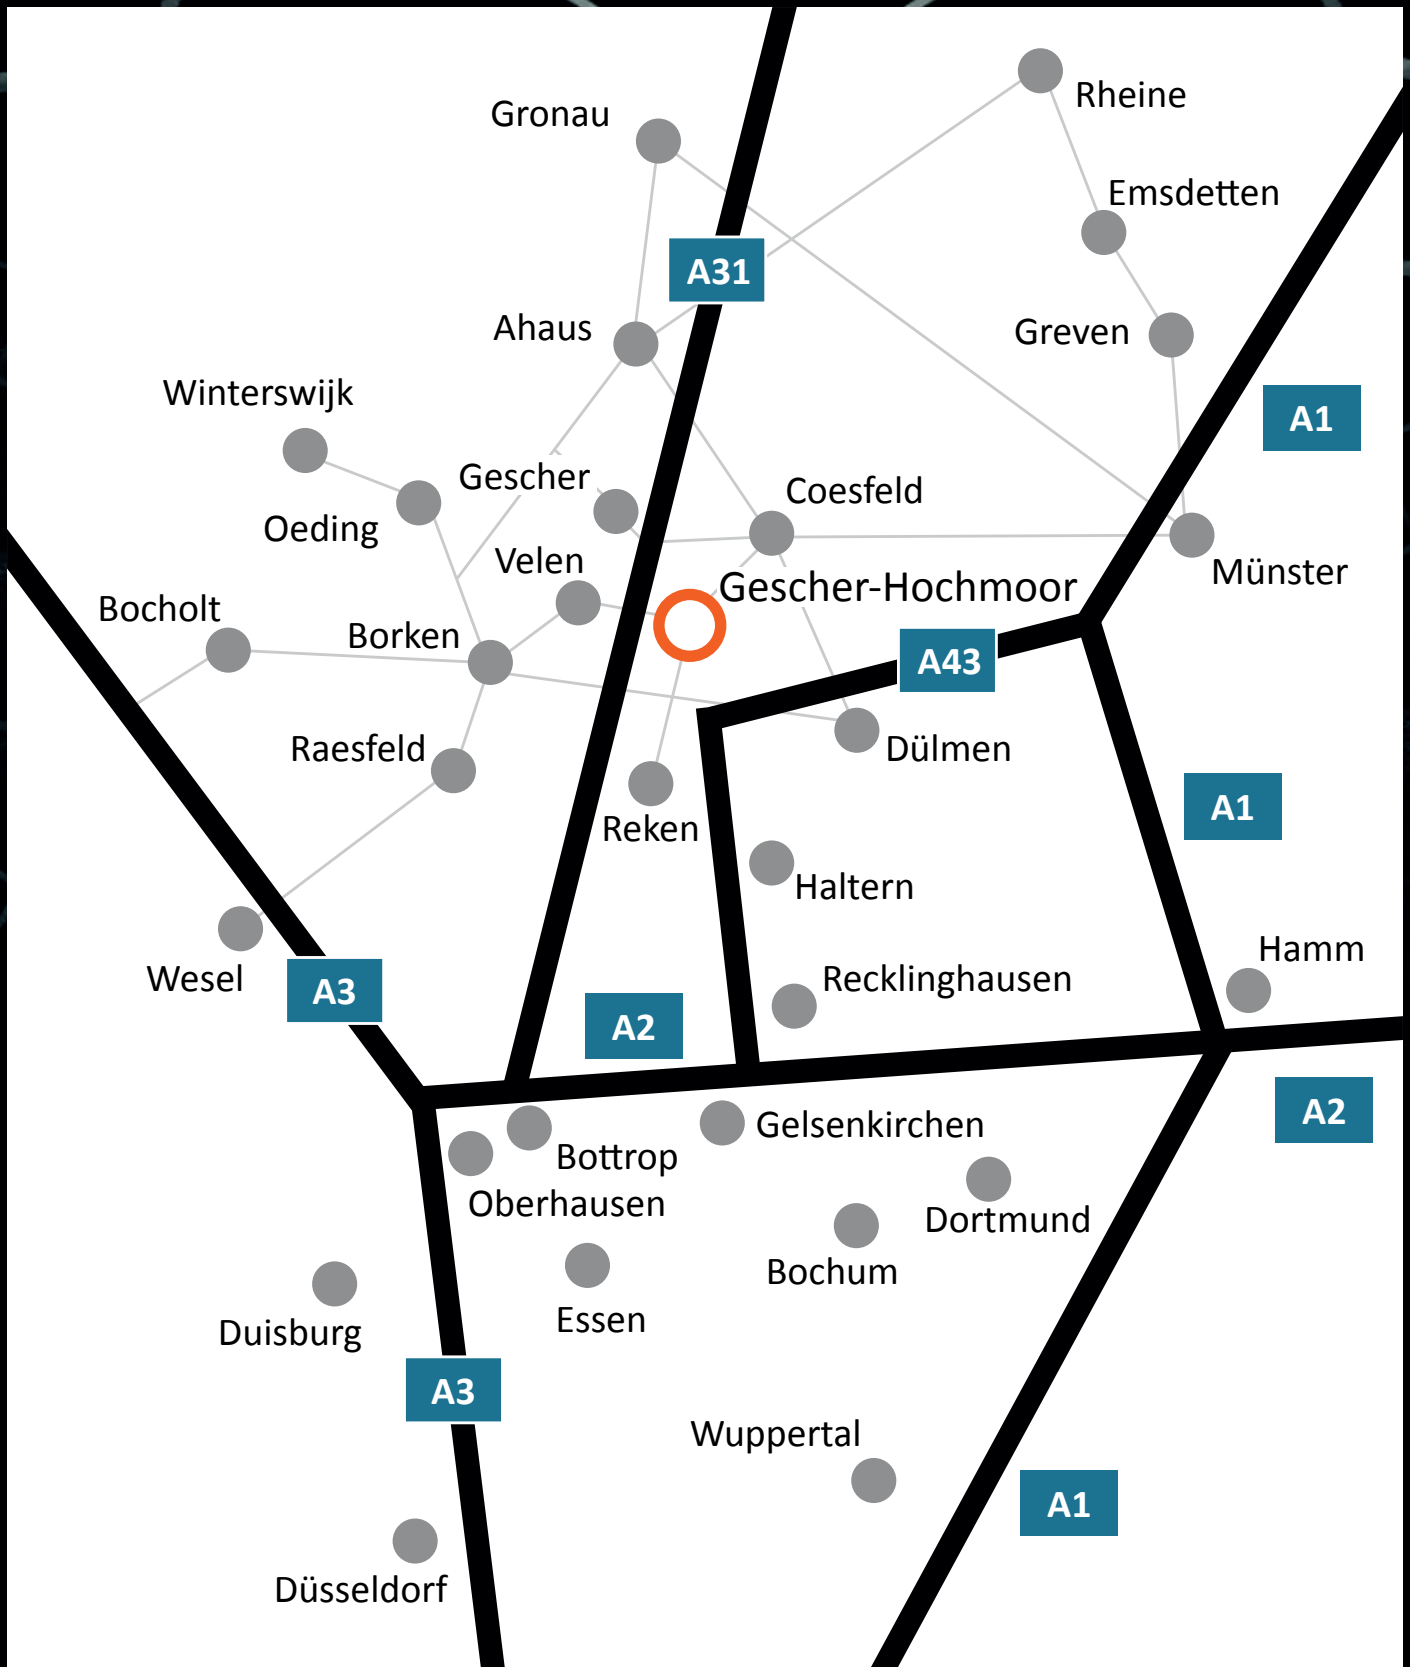 Rheine
Gronau
Emsdetten
A31
Ahaus
Greven
Winterswijk
A1
Gescher
Coesfeld
Oeding
Velen
Münster
Gescher-Hochmoor
Bocholt
Borken
A43
Raesfeld
Dülmen
A1
Reken
Haltern
Hamm
Wesel
Recklinghausen
A3
A2
A2
Gelsenkirchen
Bottrop
Oberhausen
Dortmund
Bochum
Essen
Duisburg
A3
Wuppertal
A1
Düsseldorf